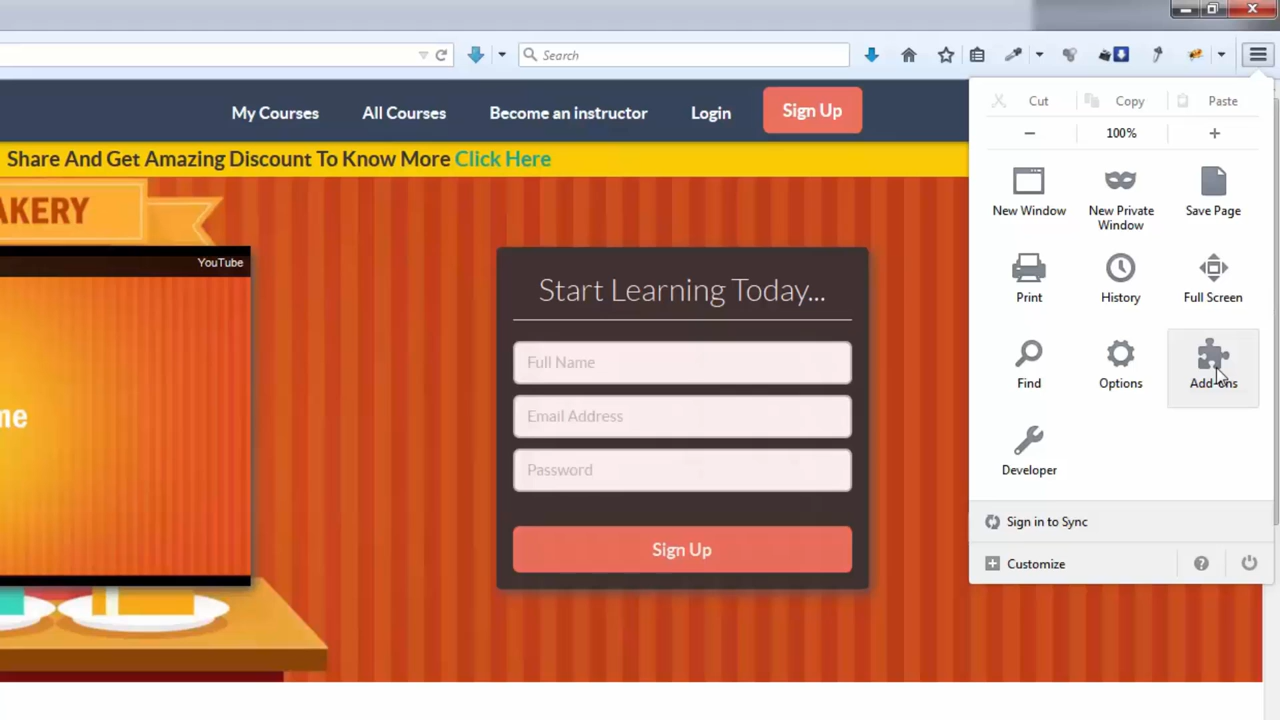 Search
My Courses
All Courses
Become an instructor
Login
Sign Up
Share And Get Amazing Discount To Know More Click Here
AKERY
YouTube
me
Start Learning Today...
Full Name
Email Address
Password
Sign Up
Cut
Copy
Paste
100%
New Window
New Private
Window
Save Page
Print
History
Full Screen
Find
Options
Add-ons
Developer
Sign in to Sync
Customize